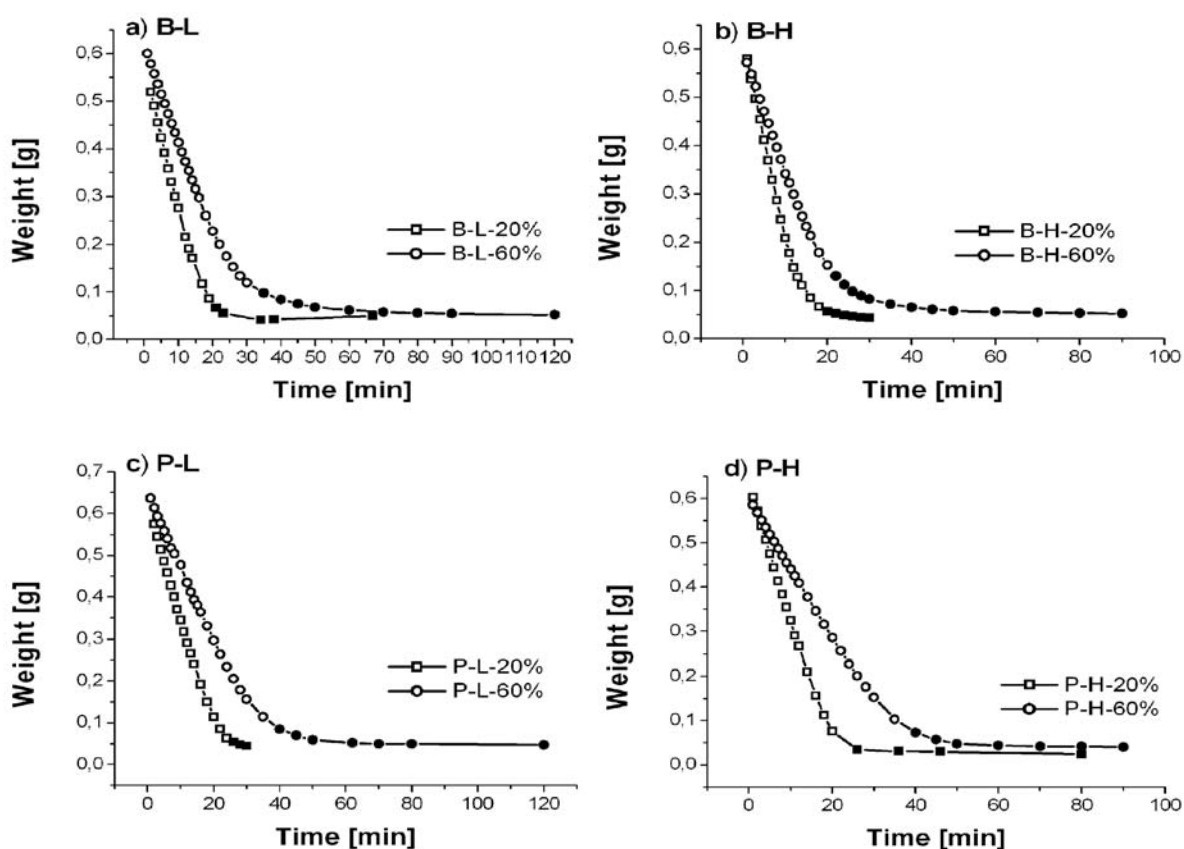 a) B-L
0,6
0,5
0,4
0,3
0,2
0,1
0,0
Weight [g]
B-L-20%
B-L-60%
0 10 20 30 40 50 60 70 80 90 100 110 120
Time [min]
b) B-H
0,6
0,5
0,4
0,3
0,2
0,1
0,0
Weight [g]
B-H-20%
B-H-60%
0 20 40 60 80 100
Time [min]
c) P-L
0,7
0,6
0,5
0,4
0,3
0,2
0,1
0,0
Weight [g]
P-L-20%
P-L-60%
0 20 40 60 80 100 120
Time [min]
d) P-H
0,6
0,5
0,4
0,3
0,2
0,1
0,0
Weight [g]
P-H-20%
P-H-60%
0 20 40 60 80 100
Time [min]